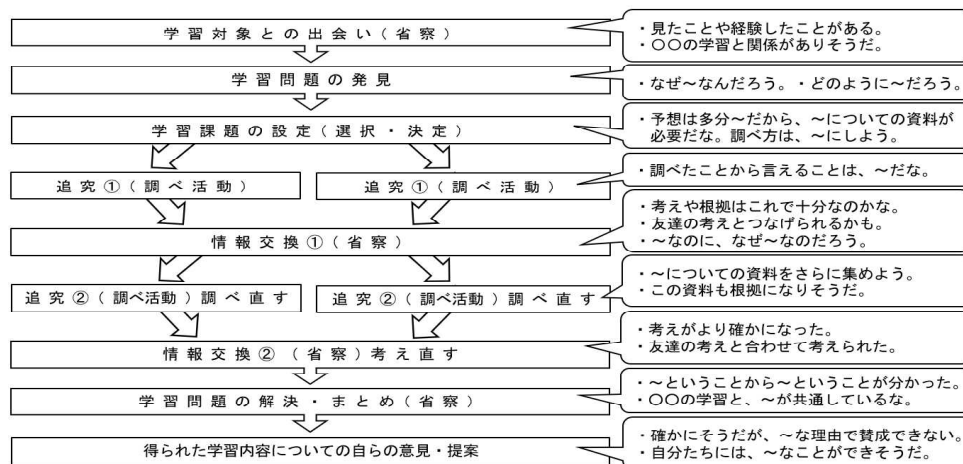 学習対象との出会い（省察）
・見たことや経験したことがある。
・〇〇の学習と関係がありそうだ。
学習問題の発見
・なぜ～なんだろう。・どのように～だろう。
学習課題の設定（選択・決定）
・予想は多分～だから、～についての資料が
必要だな。調べ方は、～にしよう。
追究①（調べ活動）
追究①（調べ活動）
・調べたことから言えることは、～だな。
情報交換①（省察）
・考えや根拠はこれで十分なのかな。
・友達の考えとつなげられるかも。
・～なのに、なぜ～なのだろう。
追究②（調べ活動）調べ直す
追究②（調べ活動）調べ直す
・～についての資料をさらに集めよう。
・この資料も根拠になりそうだ。
情報交換②（省察）考え直す
・考えがより確かになった。
・友達の考えと合わせて考えられた。
学習問題の解決・まとめ（省察）
・～ということから～ということが分かった。
・〇〇の学習と、～が共通しているな。
得られた学習内容についての自らの意見・提案
・確かにそうだが、～な理由で賛成できない。
・自分たちには、～なことができそうだ。